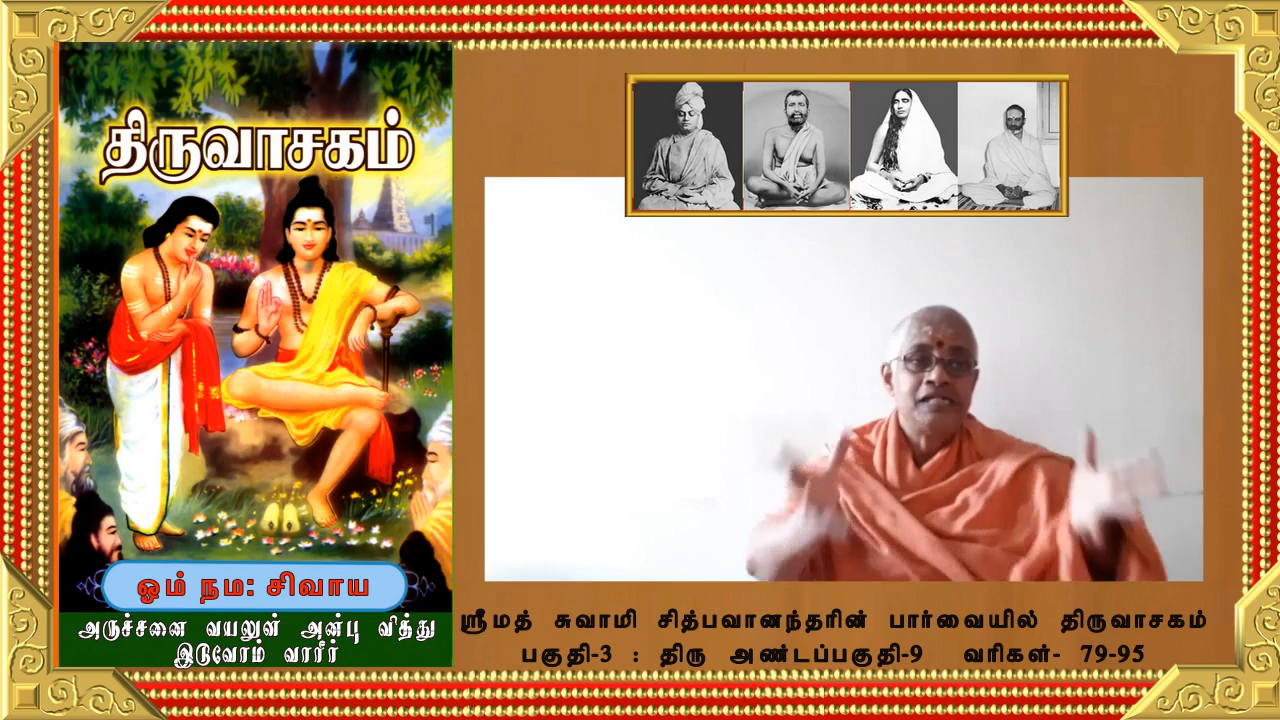 திருவாசகம்
ஓம் நம: சிவாய
அருச்சனை வயலுள் அன்பு வித்து
இடுவோம் வாரீர்
ஸ்ரீமத் சுவாமி சித்பவானந்தரின் பார்வையில் திருவாசகம்
பகுதி-3 : திரு அண்டப்பகுதி-9 வரிகள்- 79-95